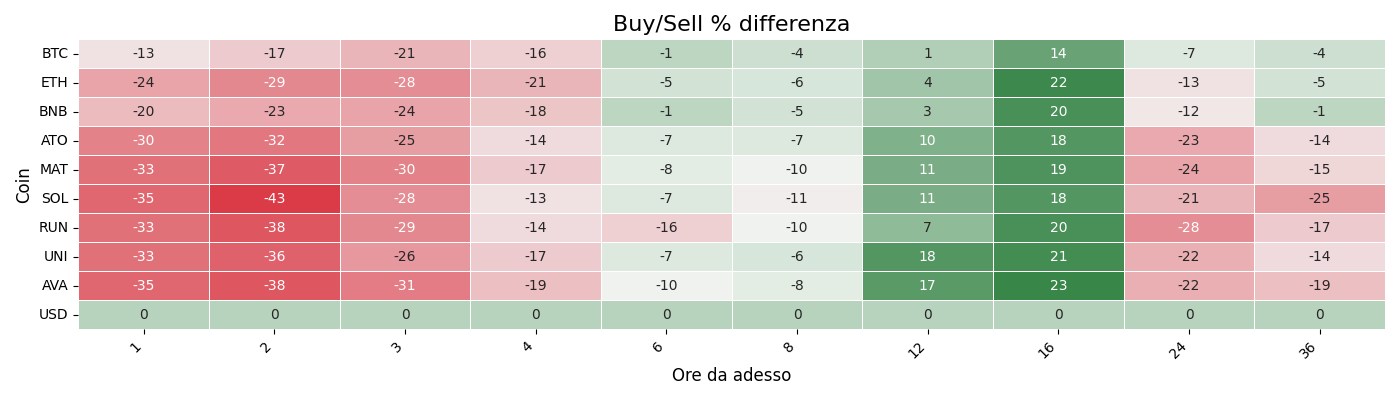 Buy/Sell % differenza
Coin
BTC -13 -17 -21 -16 -1 -4 1 14 -7 -4
ETH -24 -29 -28 -21 -5 -6 4 22 -13 -5
BNB -20 -23 -24 -18 -1 -5 3 20 -12 -1
ATO -30 -32 -25 -14 -7 -7 10 18 -23 -14
MAT -33 -37 -30 -17 -8 -10 11 19 -24 -15
SOL -35 -43 -28 -13 -7 -11 11 18 -21 -25
RUN -33 -38 -29 -14 -16 -10 7 20 -28 -17
UNI -33 -36 -26 -17 -7 -6 18 21 -22 -14
AVA -35 -38 -31 -19 -10 -8 17 23 -22 -19
USD 0 0 0 0 0 0 0 0 0 0
1 2 3 4 6 8 12 16 24 36
Ore da adesso